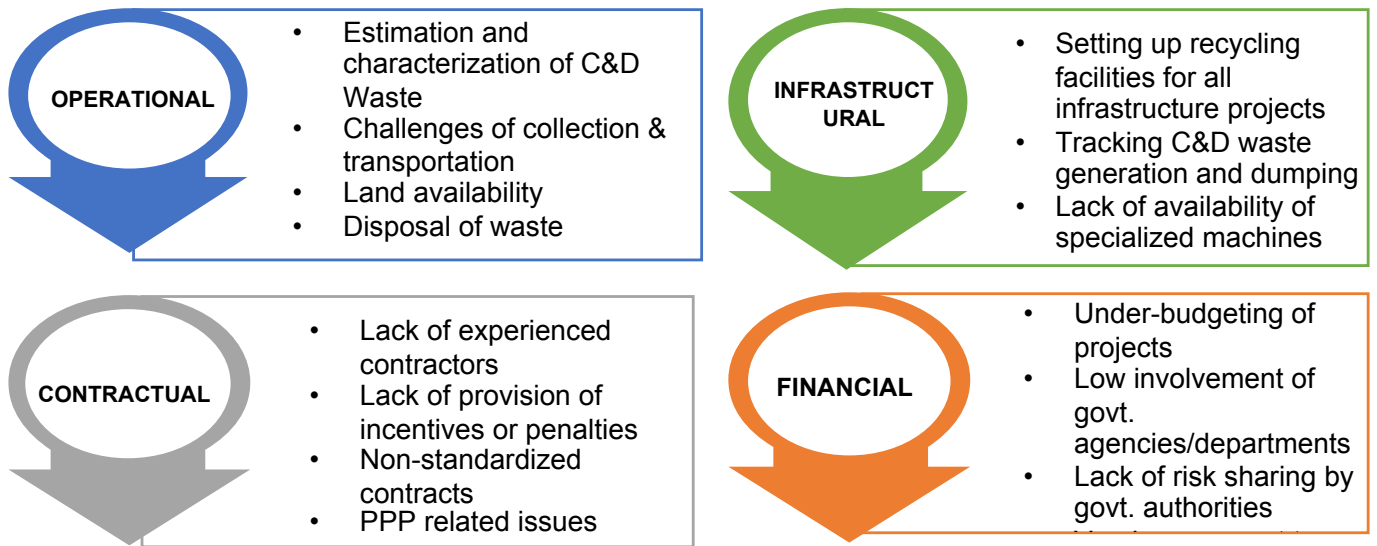 OPERATIONAL
• Estimation and
characterization of C&D
Waste
• Challenges of collection &
transportation
• Land availability
• Disposal of waste
INFRASTRUCT
URAL
• Setting up recycling
facilities for all
infrastructure projects
• Tracking C&D waste
generation and dumping
• Lack of availability of
specialized machines
CONTRACTUAL
• Lack of experienced
contractors
• Lack of provision of
incentives or penalties
• Non-standardized
contracts
• PPP related issues
FINANCIAL
• Under-budgeting of
projects
• Low involvement of
govt.
agencies/departments
• Lack of risk sharing by
govt. authorities